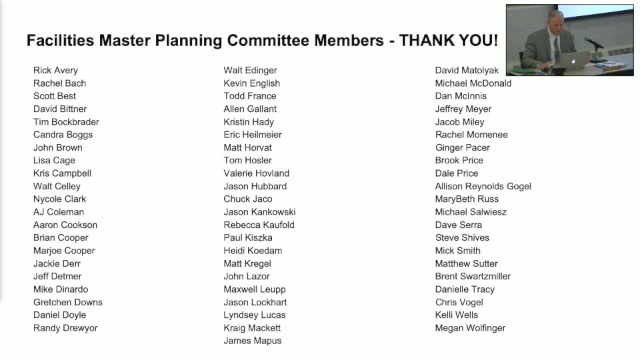 Facilities Master Planning Committee Members - THANK YOU!
Rick Avery
Rachel Bach
Scott Best
David Bittner
Tim Bockbrader
Candra Boggs
John Brown
Lisa Cage
Kris Campbell
Walt Celley
Nycole Clark
AJ Coleman
Aaron Cookson
Brian Cooper
Marjoe Cooper
Jackie Derr
Jeff Detmer
Mike Dinardo
Gretchen Downs
Daniel Doyle
Randy Drewyor
Walt Edinger
Kevin English
Todd France
Allen Gallant
Kristin Hady
Eric Heilmeier
Matt Horvat
Tom Hosler
Valerie Hovland
Jason Hubbard
Chuck Jaco
Jason Kankowski
Rebecca Kaufold
Paul Kiszka
Heidi Koedam
Matt Kregel
John Lazor
Maxwell Leupp
Jason Lockhart
Lyndsey Lucas
Kraig Mackett
James Mapus
David Matolyak
Michael McDonald
Dan McInnis
Jeffrey Meyer
Jacob Miley
Rachel Momenee
Ginger Pacer
Brook Price
Dale Price
Allison Reynolds Gogel
MaryBeth Russ
Michael Salwiesz
Dave Serra
Steve Shives
Mick Smith
Matthew Sutter
Brent Swartzmiller
Danielle Tracy
Chris Vogel
Kelli Wells
Megan Wolfinger